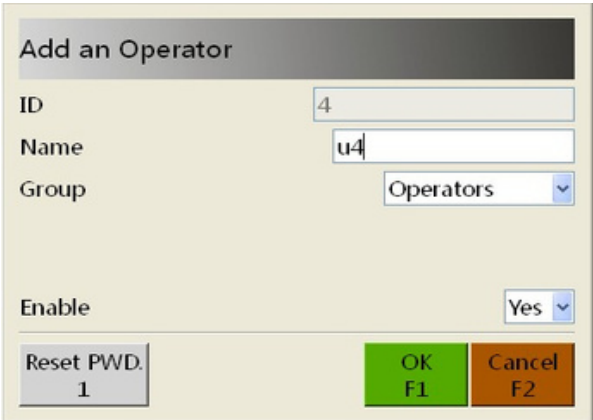 Add an Operator
ID 4
Name u4
Group Operators
Enable Yes
Reset PWD. OK Cancel
1 F1 F2